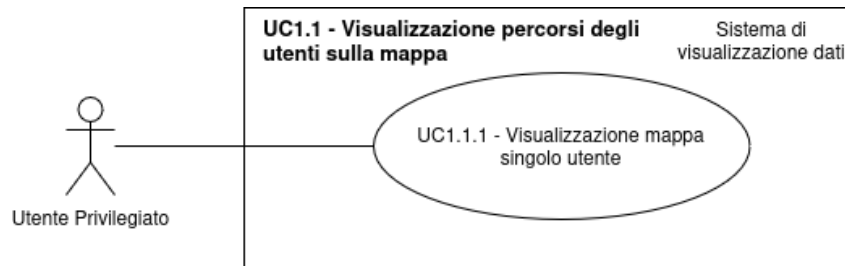 UC1.1 - Visualizzazione percorsi degli
utenti sulla mappa
Sistema di
visualizzazione dati
UC1.1.1 - Visualizzazione mappa
singolo utente
Utente Privilegiato